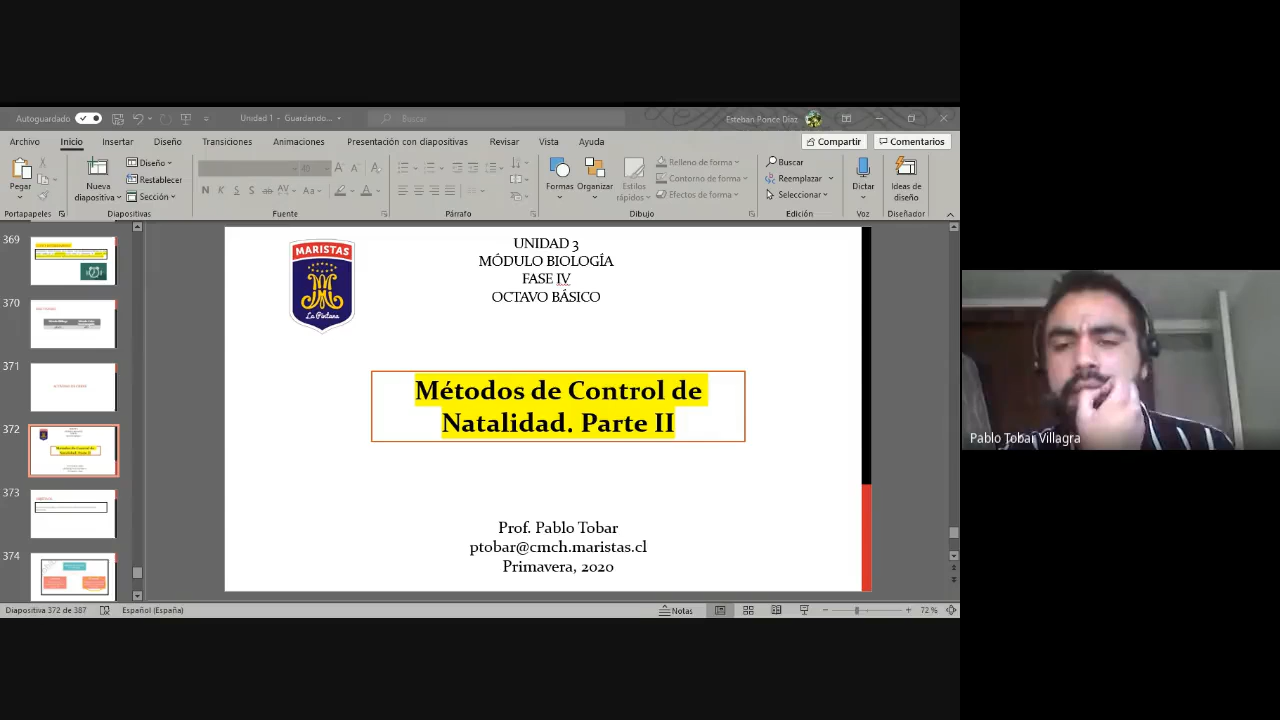 Autoguardado
Unidad 1 - Guardando...
Buscar
Esteban Ponce Díaz
Archivo
Inicio
Insertar
Diseño
Transiciones
Animaciones
Presentación con diapositivas
Revisar
Vista
Ayuda
Compartir
Comentarios
Pegar
Nueva
diapositiva
Diseño
Restablecer
Sección
40
N K S S ab AV Aa A
Formas
Organizar
Estilos
rápidos
Relleno de forma
Contorno de forma
Efectos de forma
Buscar
Reemplazar
Seleccionar
Dictar
Ideas de
diseño
Portapapeles
Diapositivas
Fuente
Párrafo
Dibujo
Edición
Voz
Diseñador
369
370
371
372
373
374
MARISTAS
La Pintana
UNIDAD 3
MÓDULO BIOLOGÍA
FASE IV
OCTAVO BÁSICO
Métodos de Control de
Natalidad. Parte II
Prof. Pablo Tobar
ptobar@cmch.maristas.cl
Primavera, 2020
Pablo Tobar Villagra
Diapositiva 372 de 387
Español (España)
Notas
72 %